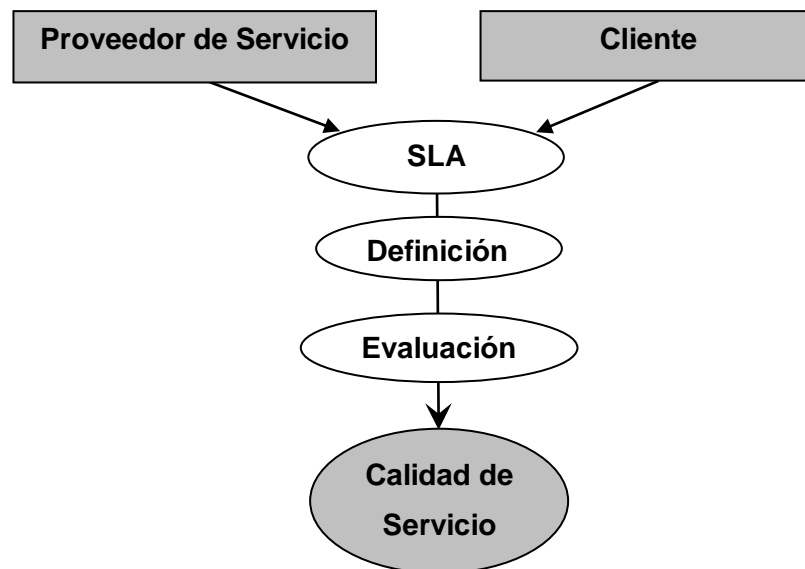 Proveedor de Servicio
Cliente
SLA
Definición
Evaluación
Calidad de
Servicio